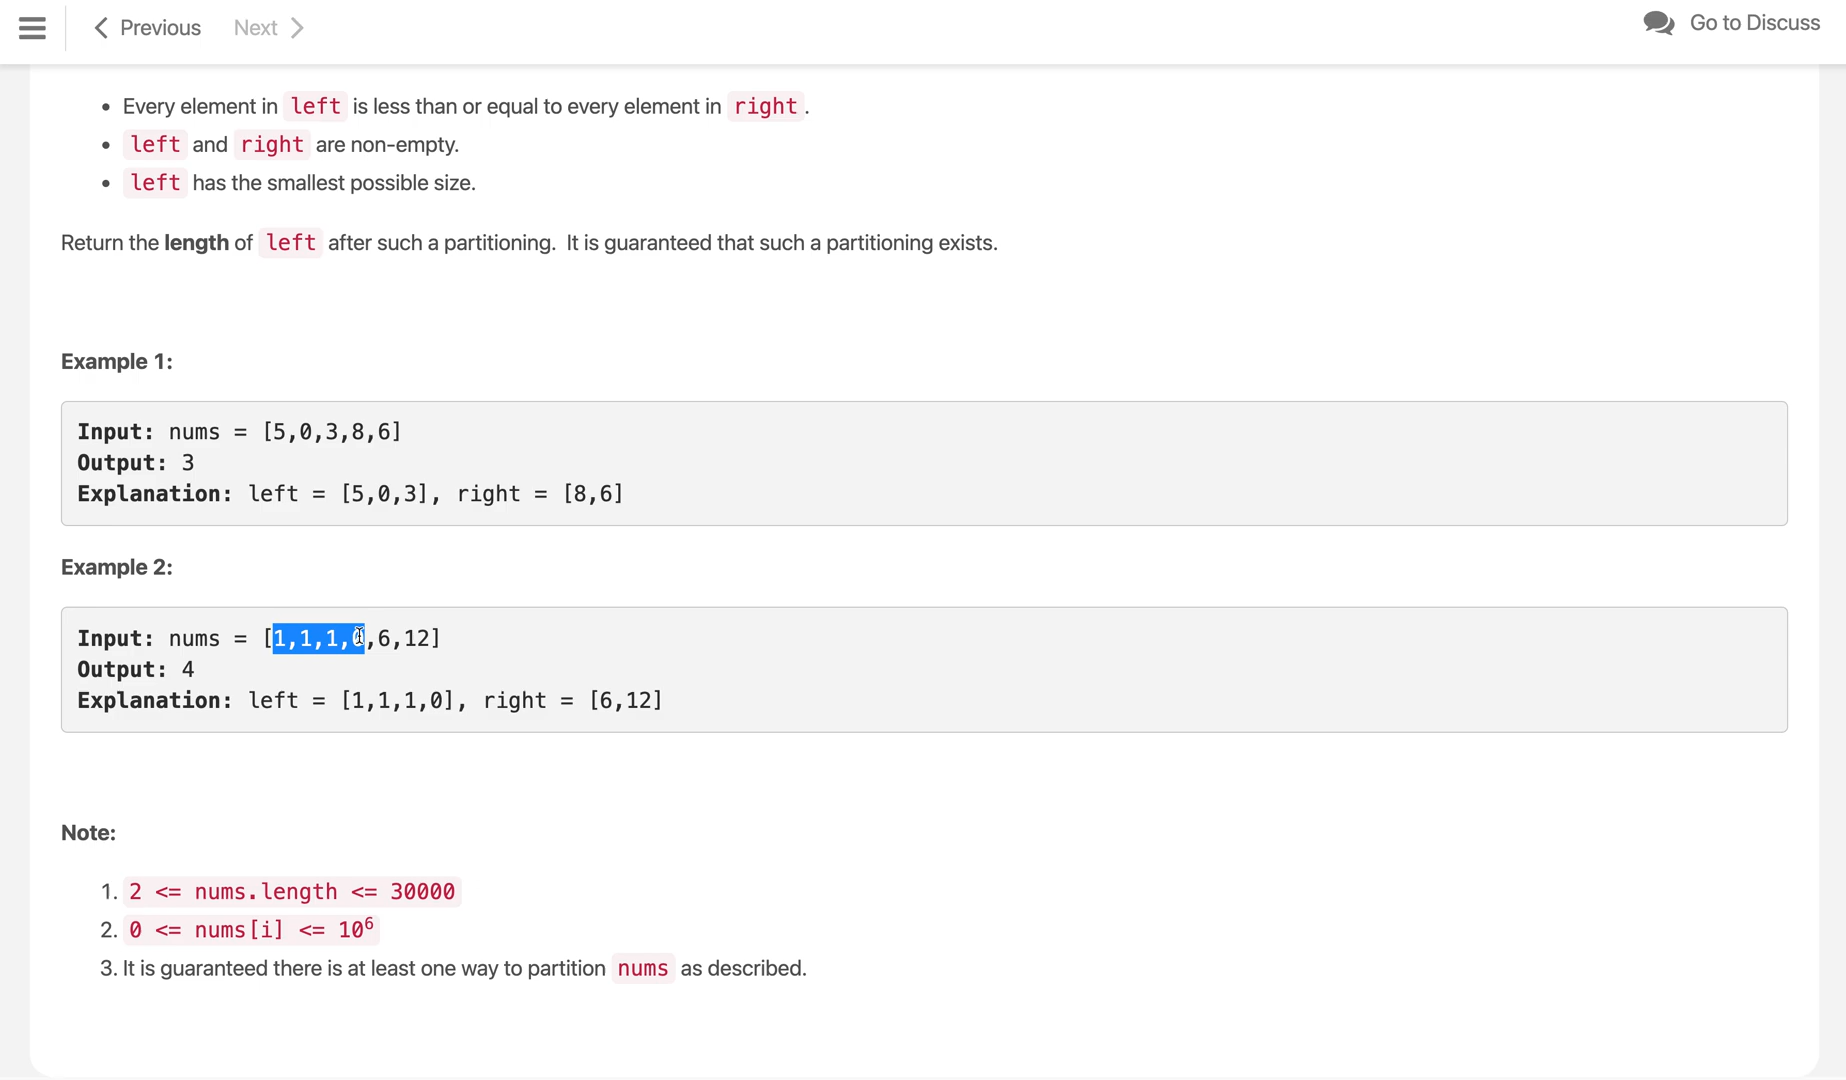 Previous Next Go to Discuss
• Every element in left is less than or equal to every element in right .
• left and right are non-empty.
• left has the smallest possible size.
Return the length of left after such a partitioning.  It is guaranteed that such a partitioning exists.
Example 1:
Input: nums = [5,0,3,8,6]
Output: 3
Explanation: left = [5,0,3], right = [8,6]
Example 2:
Input: nums = [1,1,1,0,6,12]
Output: 4
Explanation: left = [1,1,1,0], right = [6,12]
Note:
1. 2 <= nums.length <= 30000
2. 0 <= nums[i] <= 10⁶
3. It is guaranteed there is at least one way to partition nums as described.